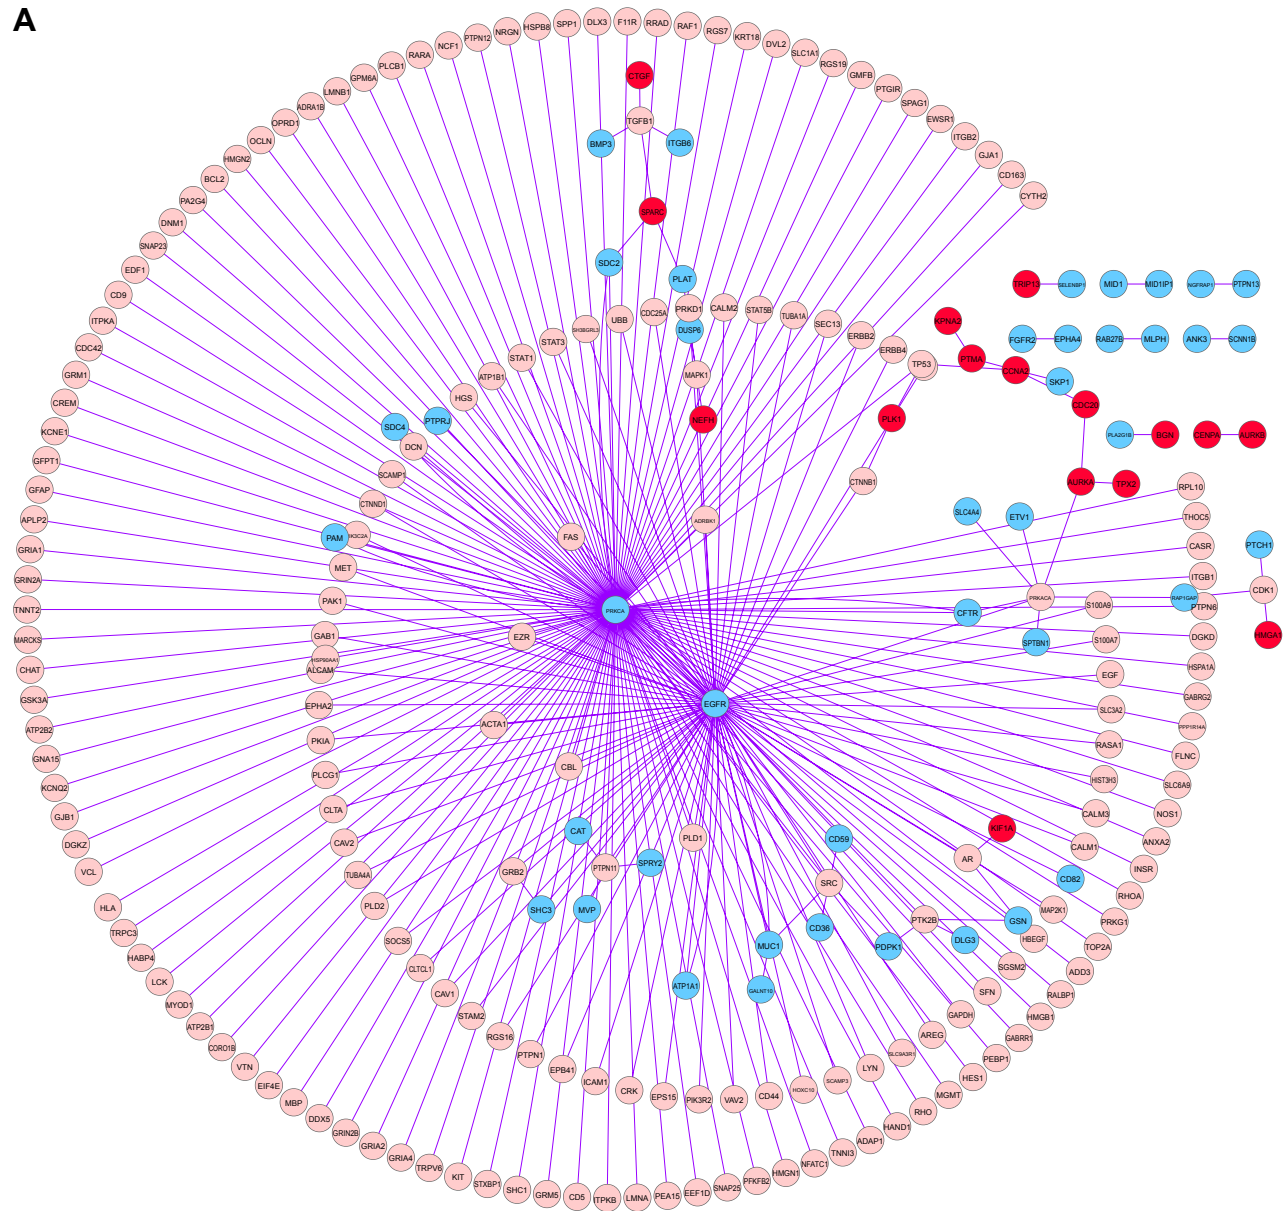 A
DLX3
F11R
RRAD
RAF1
RGS7
KRT18
DVL2
SLC1A1
RGS19
GMFB
PTGIR
SPAG1
EWSR1
ITGB2
GJA1
CD163
CYTH2
SPP1
HSPB8
NRGN
PTPN12
NCF1
RARA
PLCB1
GPM6A
LMNB1
ADRA1B
OPRD1
OCLN
HMGN2
BCL2
PA2G4
DNM1
SNAP23
EDF1
CD9
ITPKA
CDC42
GRM1
CREM
KCNE1
GFPT1
GFAP
APLP2
GRIA1
GRIN2A
TNNT2
MARCKS
CHAT
GSK3A
ATP2B2
GNA15
KCNQ2
GJB1
DGKZ
VCL
HLA
TRPC3
HABP4
LCK
MYOD1
ATP2B1
CORO1B
VTN
EIF4E
MBP
DDX5
GRIN2B
GRIA2
GRIA4
TRPV6
KIT
STXBP1
SHC1
GRM5
CD5
ITPKB
LMNA
PEA15
EEF1D
SNAP25
PFKFB2
HMGN1
NFATC1
TNNI3
ADAP1
HAND1
RHO
MGMT
HES1
PEBP1
GABRR1
HMGB1
RALBP1
ADD3
TOP2A
PRKG1
RHOA
INSR
ANXA2
NOS1
SLC6A9
FLNC
PPP1R14A
GABRG2
HSPA1A
DGKD
PTPN6
ITGB1
CASR
THOC5
RPL10
CTGF
TGFB1
BMP3
ITGB6
SPARC
SDC2
PLAT
UBB
CDC25A
PRKD1
DUSP6
CALM2
STAT5B
TUBA1A
SEC13
ERBB2
ERBB4
TP53
SH3BGRL3
STAT3
STAT1
ATP1B1
HGS
PTPRJ
SDC4
DCN
SCAMP1
CTNND1
PAM
MET
PAK1
GAB1
HSP90AA1
ALCAM
EPHA2
PKIA
PLCG1
CLTA
CAV2
TUBA4A
PLD2
SOCS5
CLTCL1
CAV1
STAM2
RGS16
PTPN1
EPB41
ICAM1
CRK
EPS15
PIK3R2
VAV2
CD44
HOXC10
SCAMP3
LYN
SLC9A3R1
AREG
GAPDH
SFN
SGSM2
HBEGF
MAP2K1
CD82
CALM1
CALM3
HIST3H3
RASA1
SLC3A2
EGF
S100A7
S100A9
MAPK1
NEFH
PLK1
CTNNB1
ADRBK1
FAS
PRKCA
EZR
EGFR
ACTA1
CBL
CAT
PTPN11
SPRY2
PLD1
GRB2
SHC3
MVP
CD59
SRC
CD36
MUC1
ATP1A1
GALNT10
AR
KIF1A
PTK2B
GSN
DLG3
PDPK1
KPNA2
PTMA
CCNA2
SKP1
CDC20
AURKA
TPX2
SLC4A4
ETV1
PRKACA
CFTR
SPTBN1
RAP1GAP
CDK1
PTCH1
HMGA1
TRIP13
SELENBP1
MID1
MID1IP1
NGFRAP1
PTPN13
FGFR2
EPHA4
RAB27B
MLPH
ANK3
SCNN1B
PLA2G1B
BGN
CENPA
AURKB